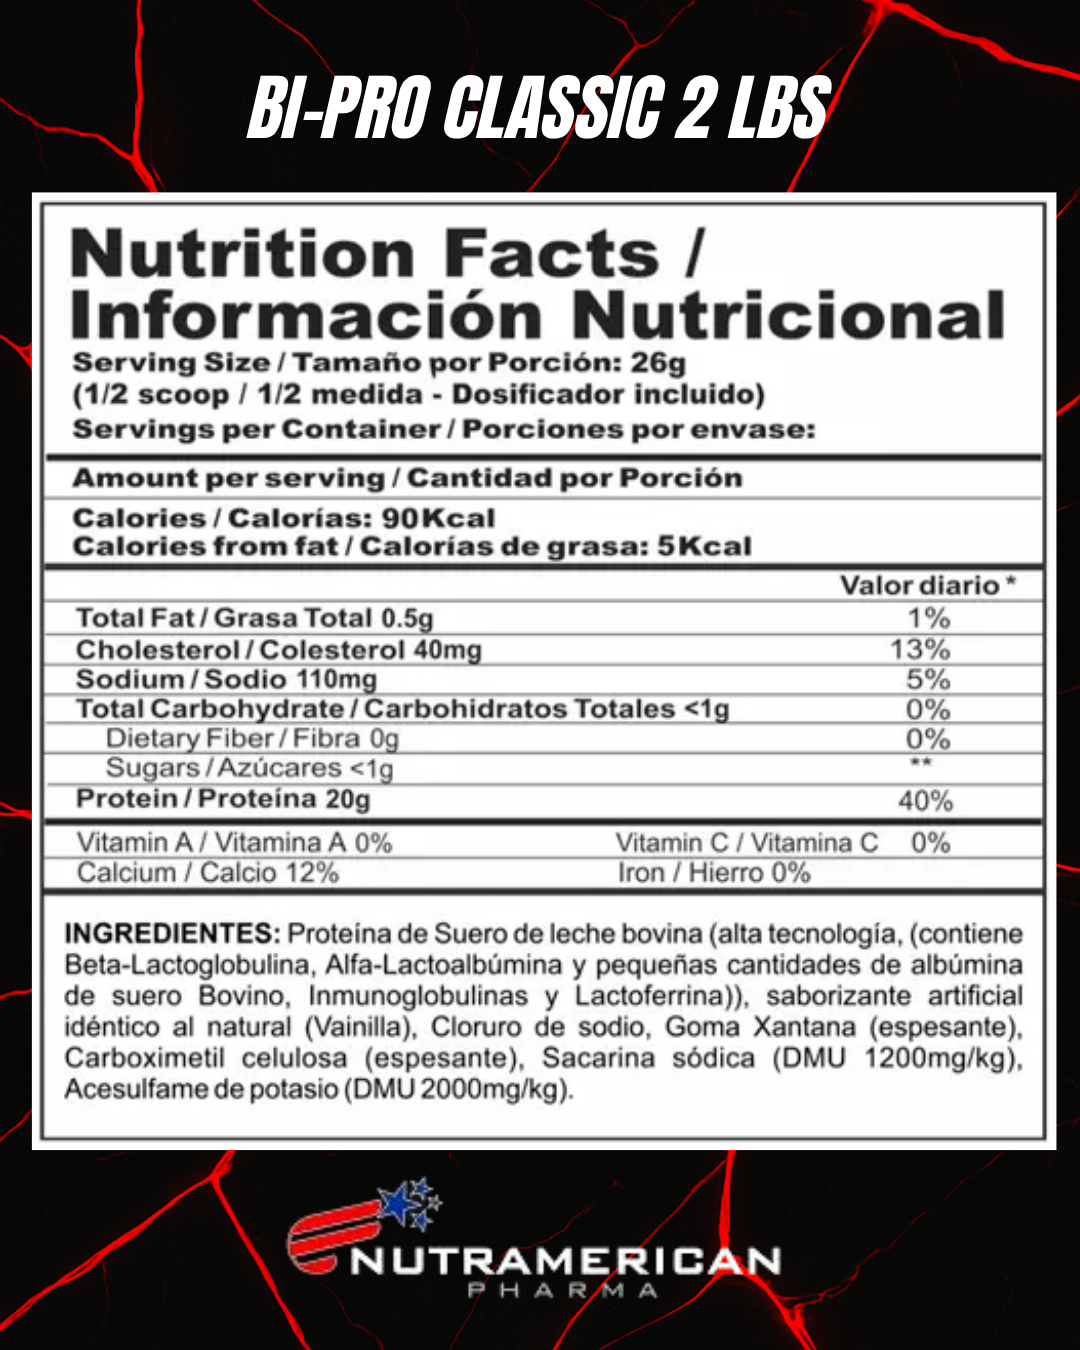 BI-PRO CLASSIC 2 LBS
Nutrition Facts /
Información Nutricional
Serving Size / Tamaño por Porción: 26g
(1/2 scoop / 1/2 medida - Dosificador incluido)
Servings per Container / Porciones por envase:
Amount per serving / Cantidad por Porción
Calories / Calorías: 90Kcal
Calories from fat / Calorías de grasa: 5Kcal
Valor diario *
Total Fat / Grasa Total 0.5g 1%
Cholesterol / Colesterol 40mg 13%
Sodium / Sodio 110mg 5%
Total Carbohydrate / Carbohidratos Totales <1g 0%
Dietary Fiber / Fibra 0g 0%
Sugars / Azúcares <1g **
Protein / Proteína 20g 40%
Vitamin A / Vitamina A 0% Vitamin C / Vitamina C 0%
Calcium / Calcio 12% Iron / Hierro 0%
INGREDIENTES: Proteína de Suero de leche bovina (alta tecnología, (contiene
Beta-Lactoglobulina, Alfa-Lactoalbúmina y pequeñas cantidades de albúmina
de suero Bovino, Inmunoglobulinas y Lactoferrina)), saborizante artificial
idéntico al natural (Vainilla), Cloruro de sodio, Goma Xantana (espesante),
Carboximetil celulosa (espesante), Sacarina sódica (DMU 1200mg/kg),
Acesulfame de potasio (DMU 2000mg/kg).
NUTRAMERICAN
PHARMA